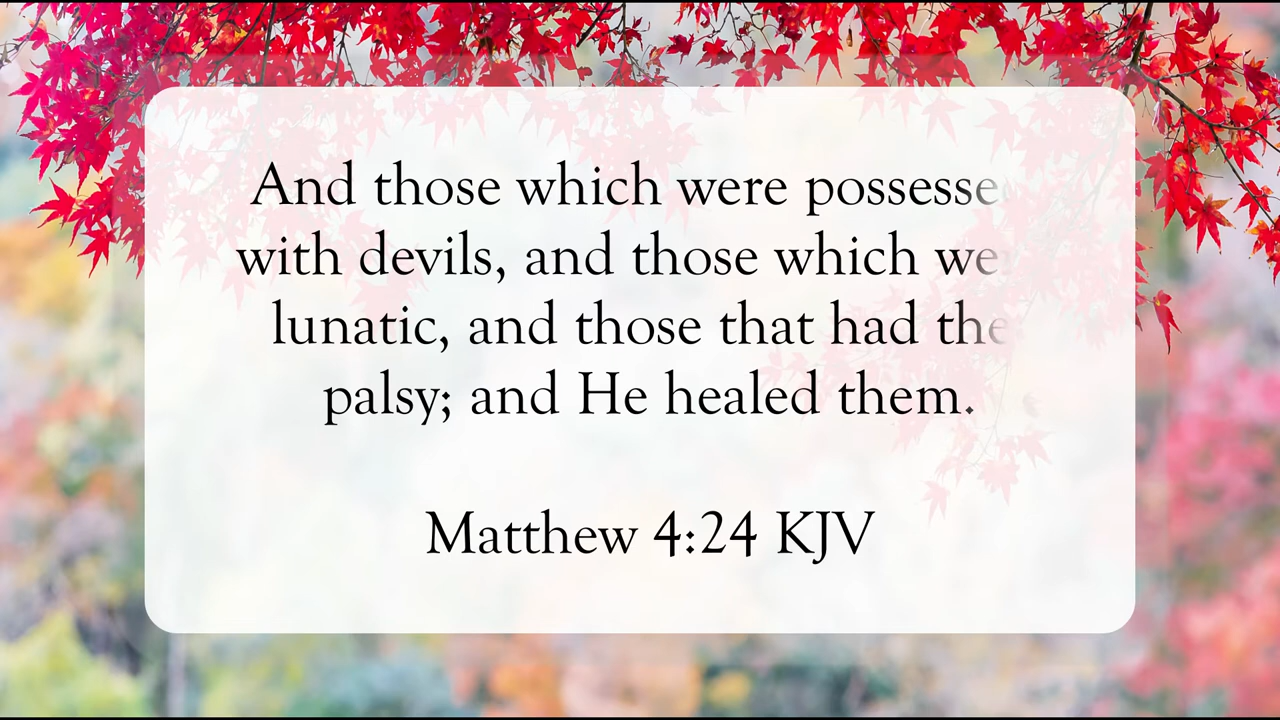 And those which were possesse
with devils, and those which we
lunatic, and those that had the
palsy; and He healed them.
Matthew 4:24 KJV